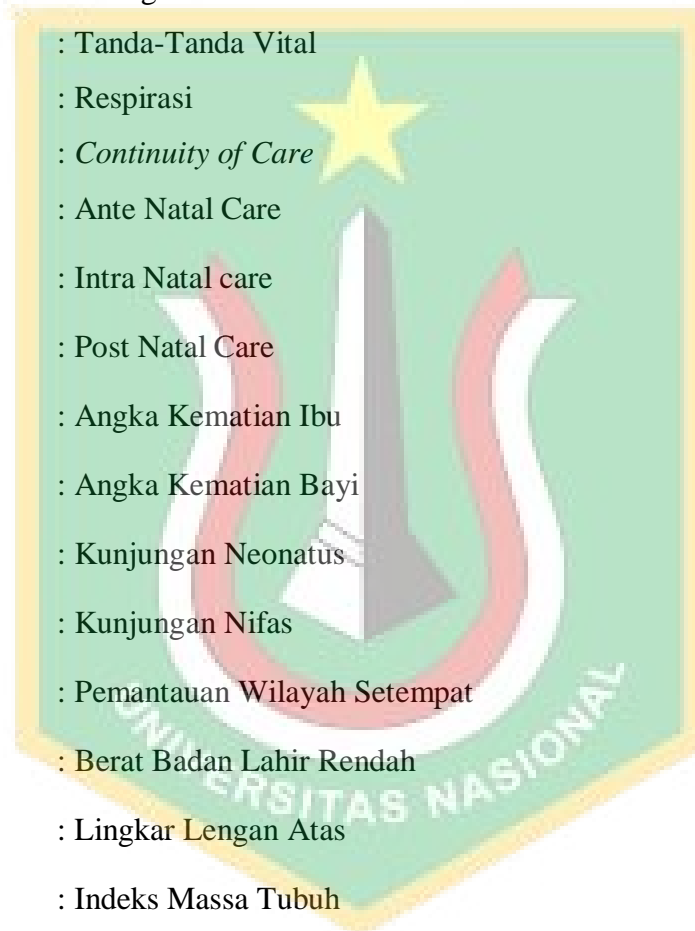 : Tanda-Tanda Vital
: Respirasi
: Continuity of Care
: Ante Natal Care
: Intra Natal care
: Post Natal Care
: Angka Kematian Ibu
: Angka Kematian Bayi
: Kunjungan Neonatus
: Kunjungan Nifas
: Pemantauan Wilayah Setempat
: Berat Badan Lahir Rendah
: Lingkar Lengan Atas
: Indeks Massa Tubuh
UNIVERSITAS NASIONAL